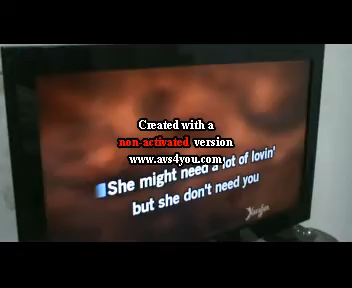 Created with a
non-activated version
www.avs4you.com
She might need a lot of lovin'
but she don't need you